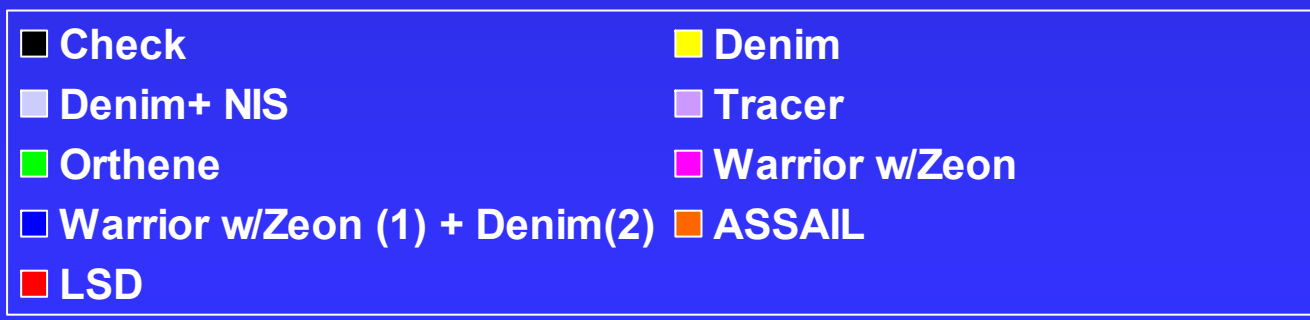 Check Denim
Denim+ NIS Tracer
Orthene Warrior w/Zeon
Warrior w/Zeon (1) + Denim(2) ASSAIL
LSD